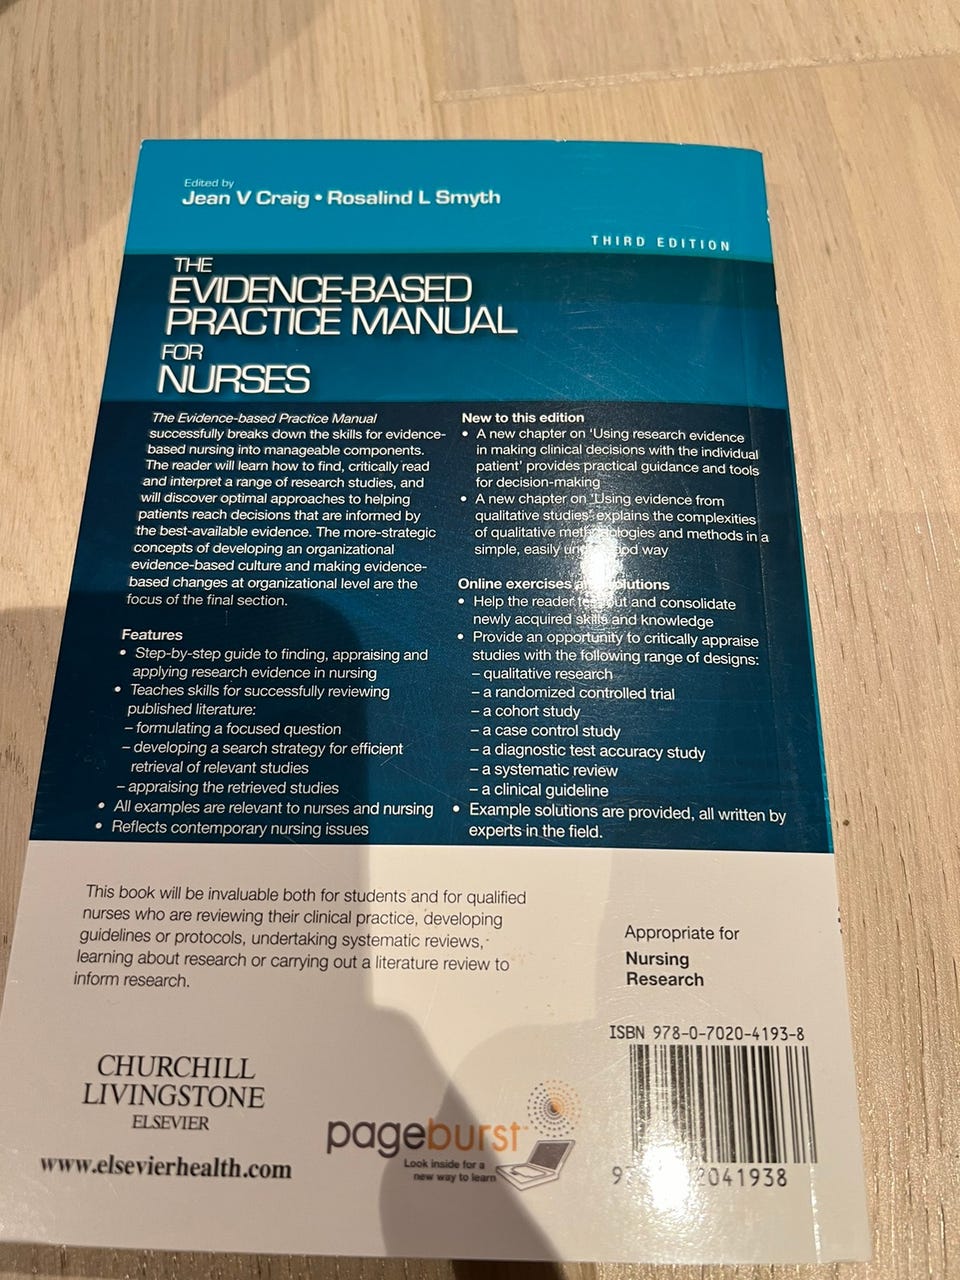 Edited by
Jean V Craig • Rosalind L Smyth
THIRD EDITION
THE
EVIDENCE-BASED
PRACTICE MANUAL
FOR
NURSES
The Evidence-based Practice Manual
successfully breaks down the skills for evidence-
based nursing into manageable components.
The reader will learn how to find, critically read
and interpret a range of research studies, and
will discover optimal approaches to helping
patients reach decisions that are informed by
the best-available evidence. The more-strategic
concepts of developing an organizational
evidence-based culture and making evidence-
based changes at organizational level are the
focus of the final section.
Features
• Step-by-step guide to finding, appraising and
applying research evidence in nursing
• Teaches skills for successfully reviewing
published literature:
– formulating a focused question
– developing a search strategy for efficient
retrieval of relevant studies
– appraising the retrieved studies
• All examples are relevant to nurses and nursing
• Reflects contemporary nursing issues
New to this edition
• A new chapter on 'Using research evidence
in making clinical decisions with the individual
patient' provides practical guidance and tools
for decision-making
• A new chapter on 'Using evidence from
qualitative studies' explains the complexities
of qualitative methodologies and methods in a
simple, easily way
Online exercises and solutions
• Help the reader test out and consolidate
newly acquired skills and knowledge
• Provide an opportunity to critically appraise
studies with the following range of designs:
– qualitative research
– a randomized controlled trial
– a cohort study
– a case control study
– a diagnostic test accuracy study
– a systematic review
– a clinical guideline
• Example solutions are provided, all written by
experts in the field.
This book will be invaluable both for students and for qualified
nurses who are reviewing their clinical practice, developing
guidelines or protocols, undertaking systematic reviews,
learning about research or carrying out a literature review to
inform research.
Appropriate for
Nursing
Research
ISBN 978-0-7020-4193-8
CHURCHILL
LIVINGSTONE
ELSEVIER
www.elsevierhealth.com
pageburst™
Look inside for a
new way to learn